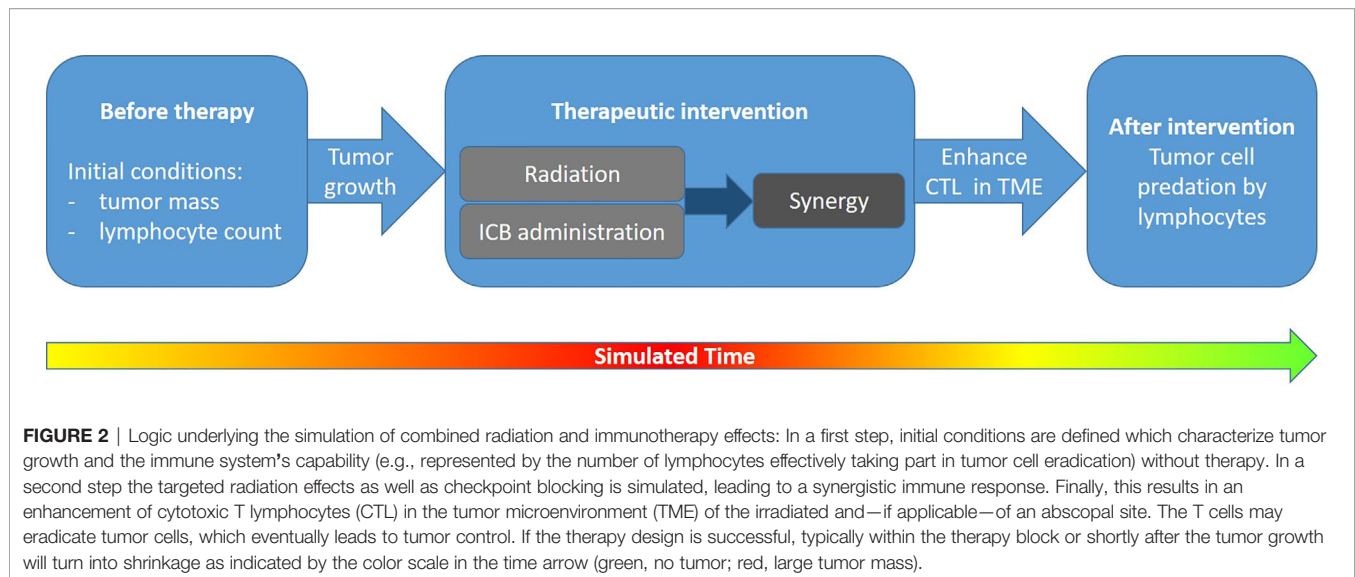 Before therapy
Initial conditions:
- tumor mass
- lymphocyte count
Tumor
growth
Therapeutic intervention
Radiation
ICB administration
Synergy
Enhance
CTL in TME
After intervention
Tumor cell
predation by
lymphocytes
Simulated Time
FIGURE 2 | Logic underlying the simulation of combined radiation and immunotherapy effects: In a first step, initial conditions are defined which characterize tumor
growth and the immune system's capability (e.g., represented by the number of lymphocytes effectively taking part in tumor cell eradication) without therapy. In a
second step the targeted radiation effects as well as checkpoint blocking is simulated, leading to a synergistic immune response. Finally, this results in an
enhancement of cytotoxic T lymphocytes (CTL) in the tumor microenvironment (TME) of the irradiated and—if applicable—of an abscopal site. The T cells may
eradicate tumor cells, which eventually leads to tumor control. If the therapy design is successful, typically within the therapy block or shortly after the tumor growth
will turn into shrinkage as indicated by the color scale in the time arrow (green, no tumor; red, large tumor mass).